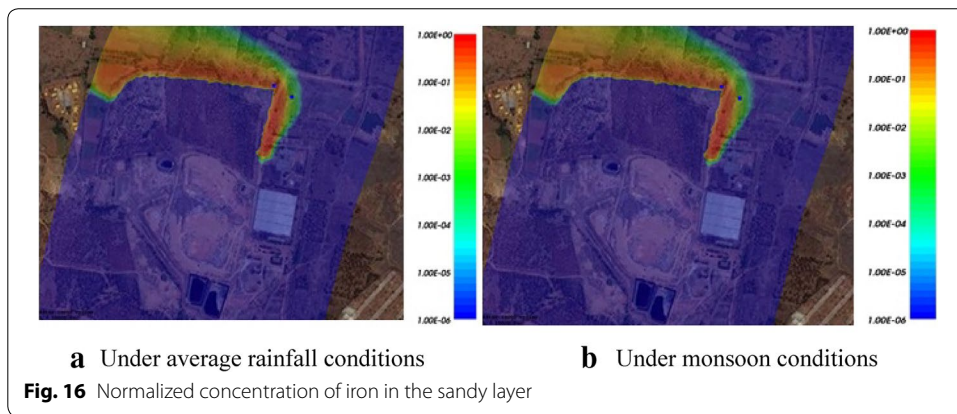 1.00E+00
1.00E-01
1.00E-02
1.00E-03
1.00E-04
1.00E-05
1.00E-06
1.00E+00
1.00E-01
1.00E-02
1.00E-03
1.00E-04
1.00E-05
1.00E-06
a Under average rainfall conditions
b Under monsoon conditions
Fig. 16 Normalized concentration of iron in the sandy layer